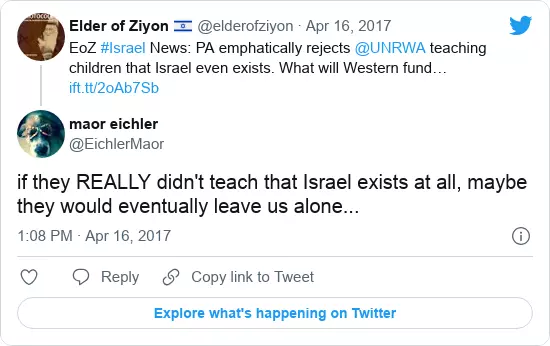 Elder of Ziyon 🇮🇱 @elderofziyon · Apr 16, 2017
EoZ #Israel News: PA emphatically rejects @UNRWA teaching
children that Israel even exists. What will Western fund…
ift.tt/2oAb7Sb
maor eichler
@EichlerMaor
if they REALLY didn't teach that Israel exists at all, maybe
they would eventually leave us alone...
1:08 PM · Apr 16, 2017
Reply
Copy link to Tweet
Explore what's happening on Twitter